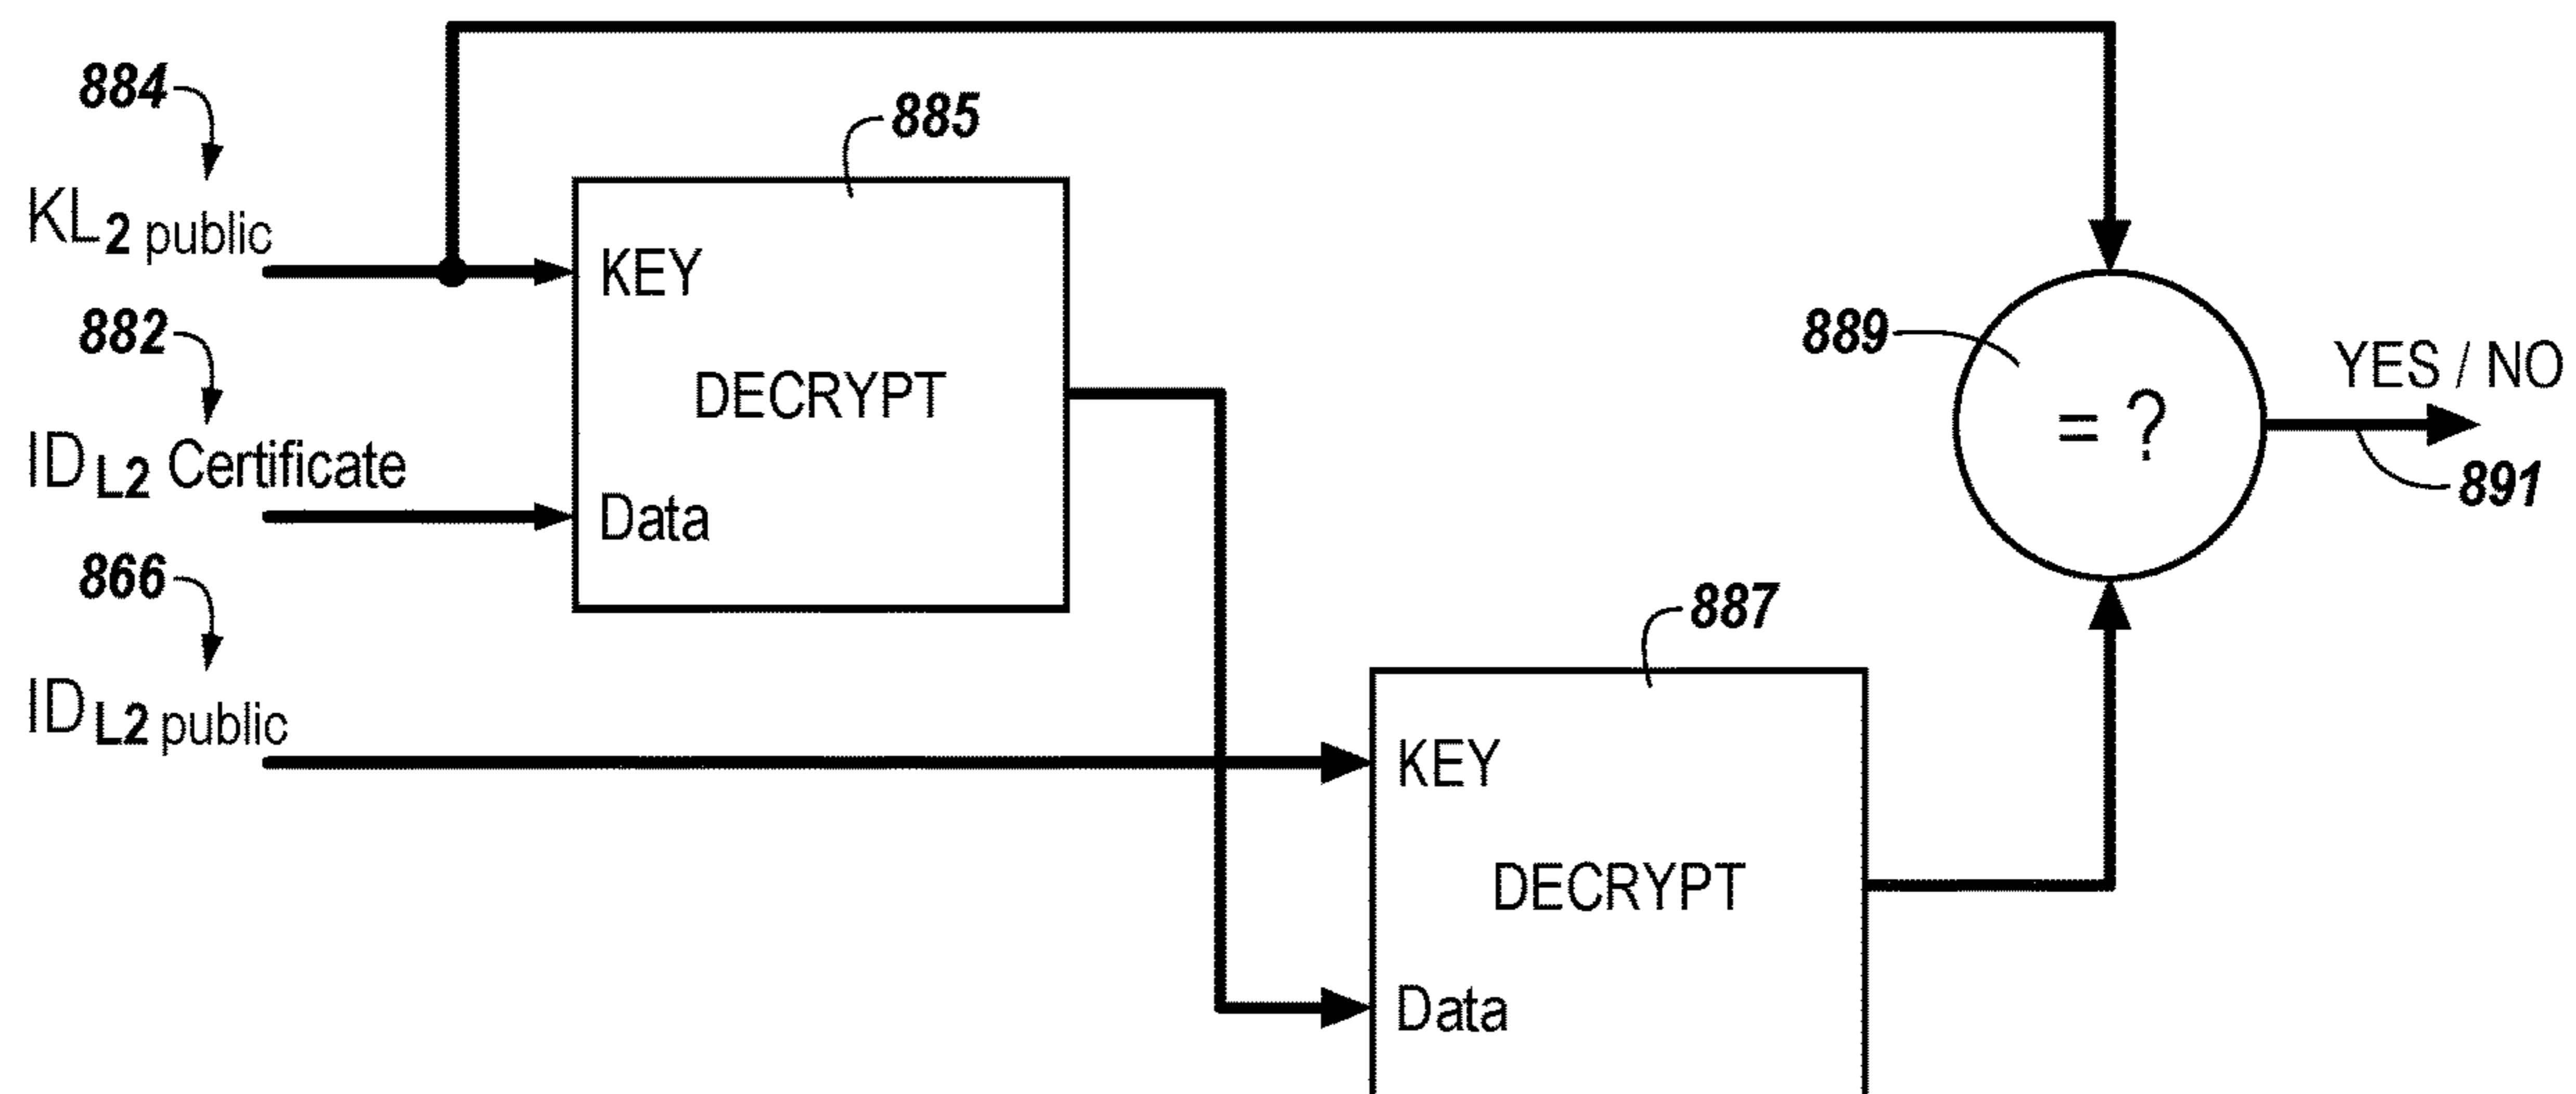 884
885
KL2 public
KEY
882
889
YES / NO
DECRYPT
= ?
IDL2 Certificate
891
Data
866
887
IDL2 public
KEY
DECRYPT
Data